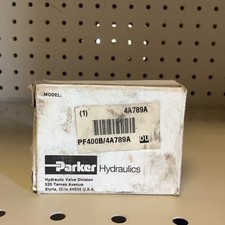 MODEL:
(1) 4A789A
PF400B/4A789A
Parker Hydraulics
Hydraulic Valve Division
520 Ternes Avenue
Elyria, Ohio 44035 U.S.A.